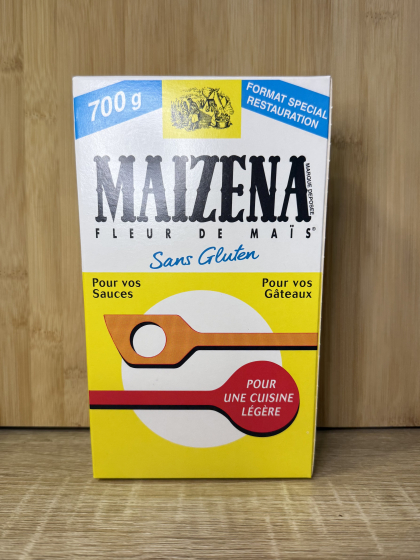 700 g
FORMAT SPECIAL
RESTAURATION
MAIZENA
MARQUE DÉPOSÉE
FLEUR DE MAÏS®
Sans Gluten
Pour vos
Sauces
Pour vos
Gâteaux
POUR
UNE CUISINE
LÉGÈRE